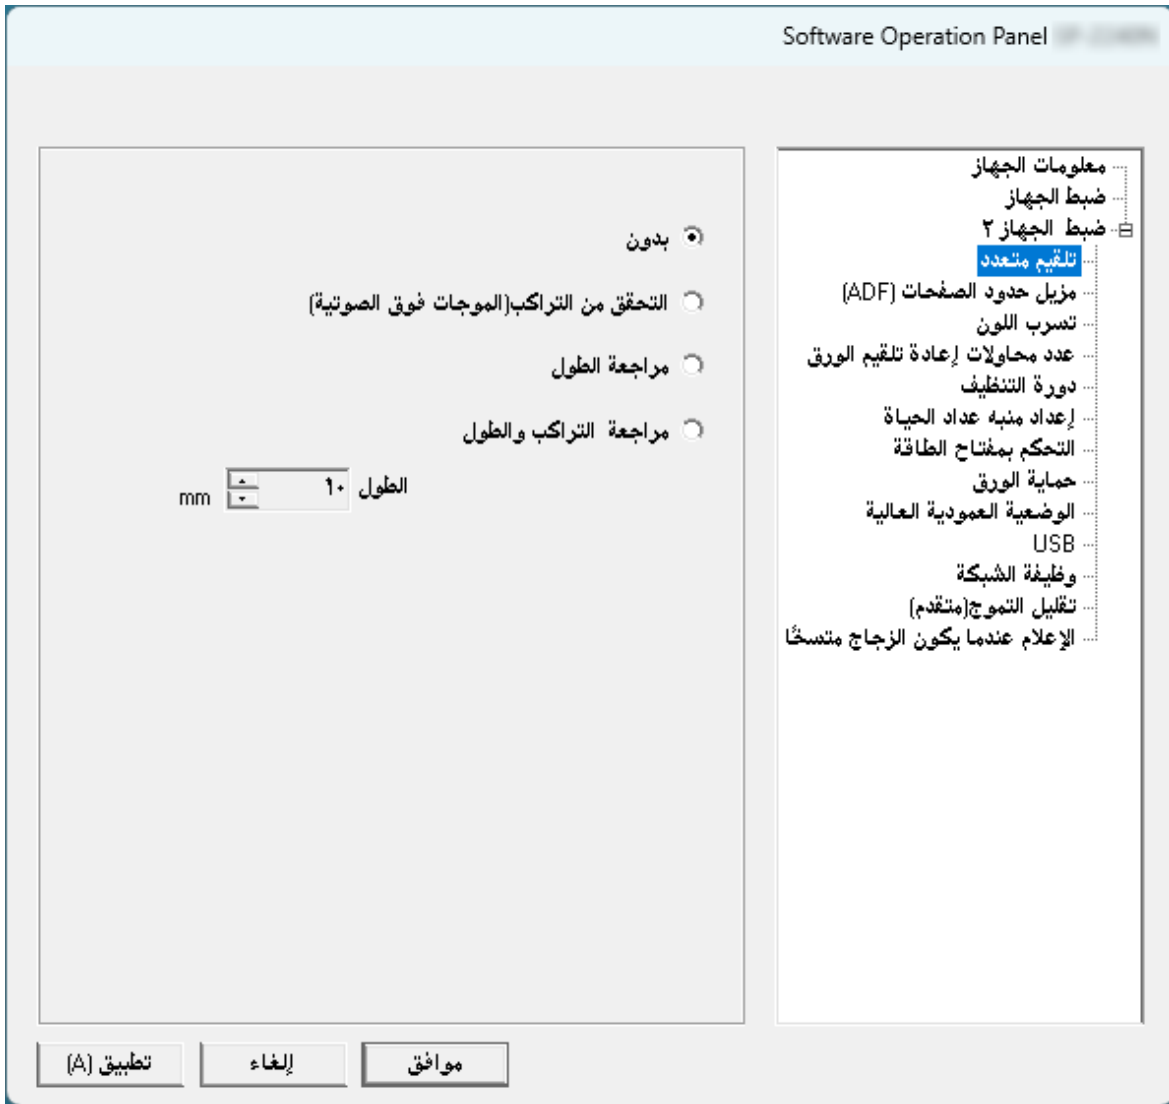 Software Operation Panel
معلومات الجهاز
ضبط الجهاز
ضبط الجهاز ٢
تلقيم متعدد
مزيل حدود الصفحات (ADF)
تسرب اللون
عدد محاولات إعادة تلقيم الورق
دورة التنظيف
إعداد منبه عداد الحياة
التحكم بمفتاح الطاقة
حماية الورق
الوضعية العمودية العالية
USB
وظيفة الشبكة
تقليل التموج(متقدم)
الإعلام عندما يكون الزجاج متسخًا
بدون
التحقق من التراكب(الموجات فوق الصوتية)
مراجعة الطول
مراجعة التراكب والطول
الطول ١٠ mm
موافق
إلغاء
تطبيق (A)